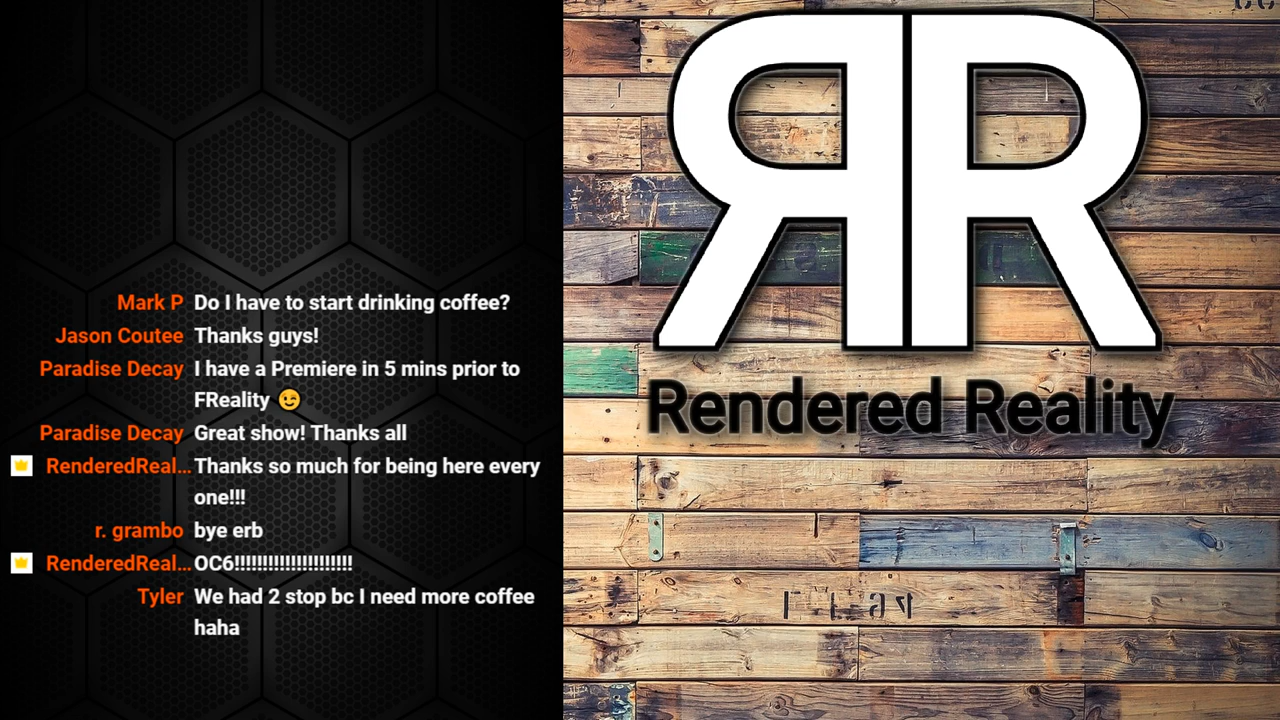 Mark P Do I have to start drinking coffee?
Jason Coutee Thanks guys!
Paradise Decay I have a Premiere in 5 mins prior to
FReality 😉
Paradise Decay Great show! Thanks all
RenderedReal... Thanks so much for being here every
one!!!
r. grambo bye erb
RenderedReal... OC6!!!!!!!!!!!!!!!!!!!!!
Tyler We had 2 stop bc I need more coffee
haha
RR
Rendered Reality